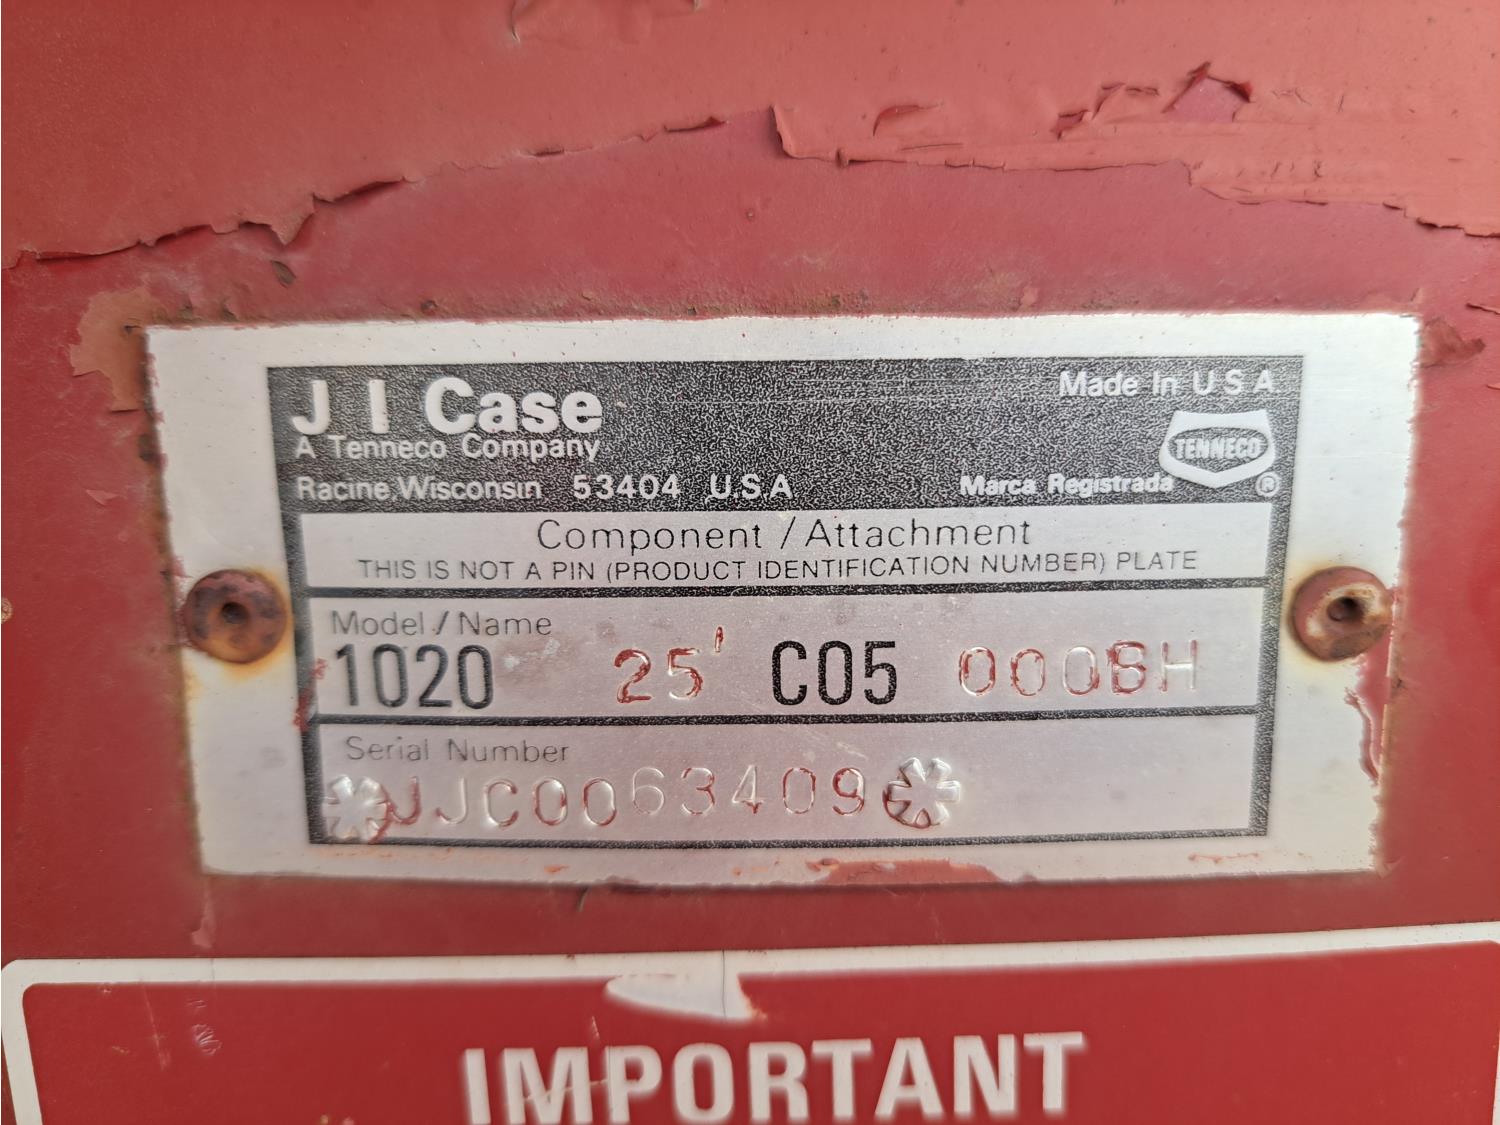 J I Case
A Tenneco Company
Racine, Wisconsin 53404 U.S.A
Made In U S A
TENNECO
Marca Registrada ®
Component / Attachment
THIS IS NOT A PIN (PRODUCT IDENTIFICATION NUMBER) PLATE
Model / Name
1020 25' C05 000BH
Serial Number
*JJC0063409*
IMPORTANT